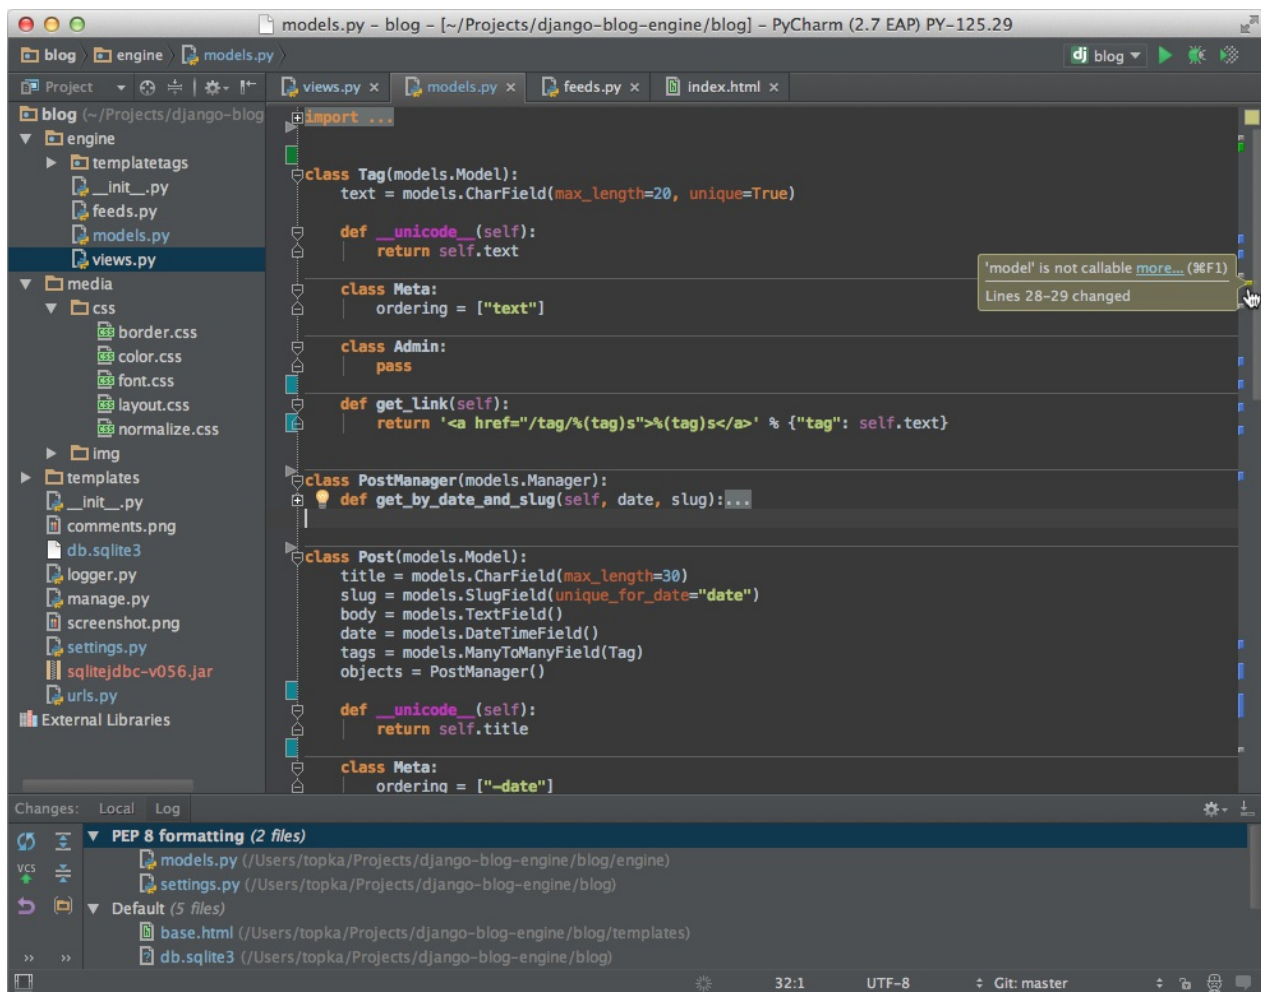 models.py – blog – [~/Projects/django-blog-engine/blog] – PyCharm (2.7 EAP) PY-125.29
blog engine models.py
dj blog
Project
views.py × models.py × feeds.py × index.html ×
blog (~/Projects/django-blog
engine
templatetags
__init__.py
feeds.py
models.py
views.py
media
css
border.css
color.css
font.css
layout.css
normalize.css
img
templates
__init__.py
comments.png
db.sqlite3
logger.py
manage.py
screenshot.png
settings.py
sqlitejdbc-v056.jar
urls.py
External Libraries
import ...
class Tag(models.Model):
    text = models.CharField(max_length=20, unique=True)
    def __unicode__(self):
        return self.text
    class Meta:
        ordering = ["text"]
    class Admin:
        pass
    def get_link(self):
        return '<a href="/tag/%(tag)s">%(tag)s</a>' % {"tag": self.text}
class PostManager(models.Manager):
    def get_by_date_and_slug(self, date, slug):...
class Post(models.Model):
    title = models.CharField(max_length=30)
    slug = models.SlugField(unique_for_date="date")
    body = models.TextField()
    date = models.DateTimeField()
    tags = models.ManyToManyField(Tag)
    objects = PostManager()
    def __unicode__(self):
        return self.title
    class Meta:
        ordering = ["-date"]
'model' is not callable more... (⌘F1)
Lines 28–29 changed
Changes: Local Log
VCS
PEP 8 formatting (2 files)
models.py (/Users/topka/Projects/django-blog-engine/blog/engine)
settings.py (/Users/topka/Projects/django-blog-engine/blog)
Default (5 files)
base.html (/Users/topka/Projects/django-blog-engine/blog/templates)
db.sqlite3 (/Users/topka/Projects/django-blog-engine/blog)
›› ››
32:1 UTF-8 Git: master